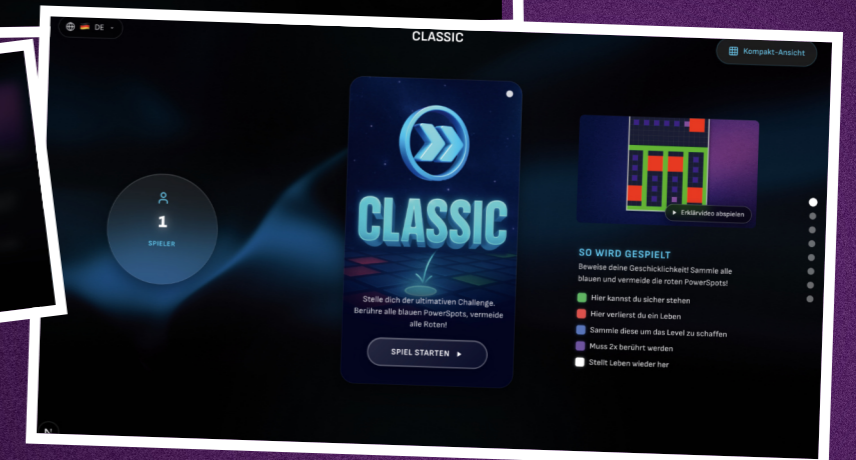 DE
CLASSIC
Kompakt-Ansicht
1
SPIELER
CLASSIC
Stelle dich der ultimativen Challenge.
Berühre alle blauen PowerSpots, vermeide
alle Roten!
SPIEL STARTEN
Erklärvideo abspielen
SO WIRD GESPIELT
Beweise deine Geschicklichkeit! Sammle alle
blauen und vermeide die roten PowerSpots!
Hier kannst du sicher stehen
Hier verlierst du ein Leben
Sammle diese um das Level zu schaffen
Muss 2x berührt werden
Stellt Leben wieder her